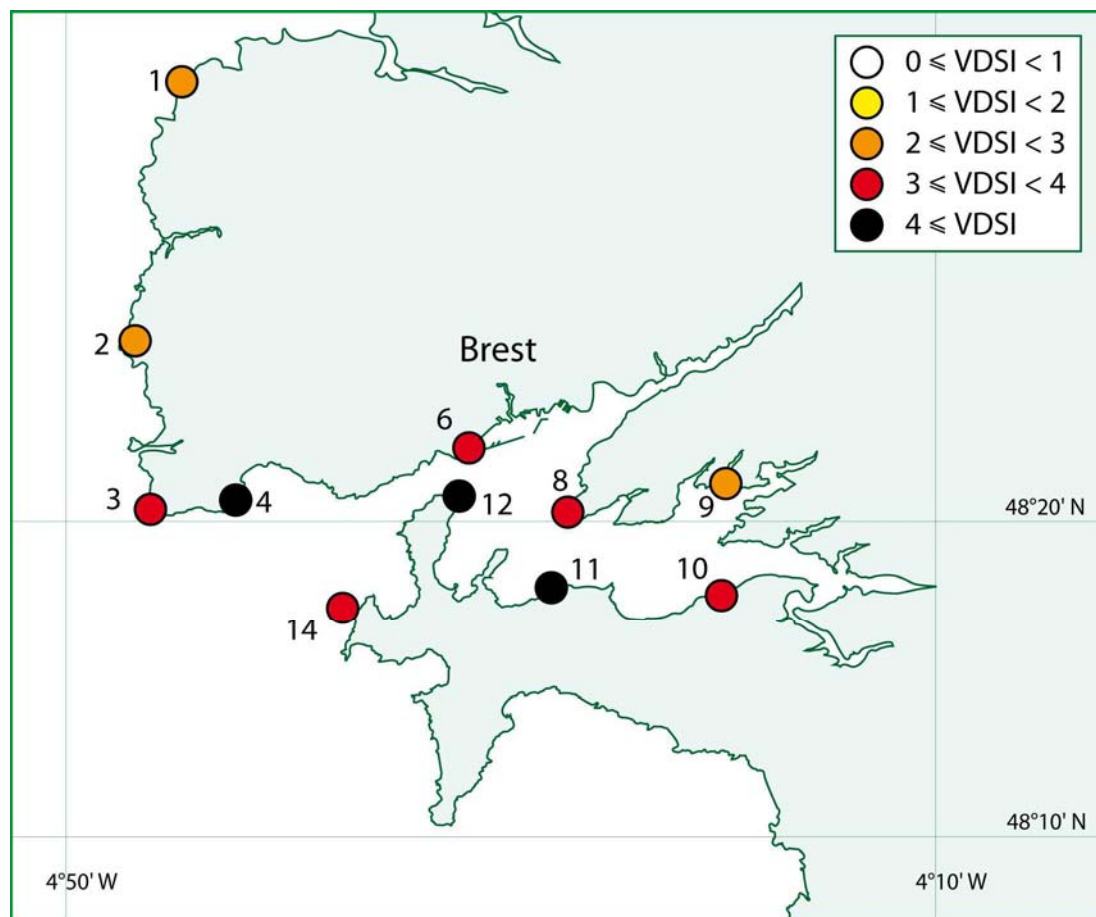 0 ⩽ VDSI < 1
1 ⩽ VDSI < 2
2 ⩽ VDSI < 3
3 ⩽ VDSI < 4
4 ⩽ VDSI
1
2
Brest
6
3
4
12
8
9
48°20' N
11
10
14
48°10' N
4°50' W
4°10' W